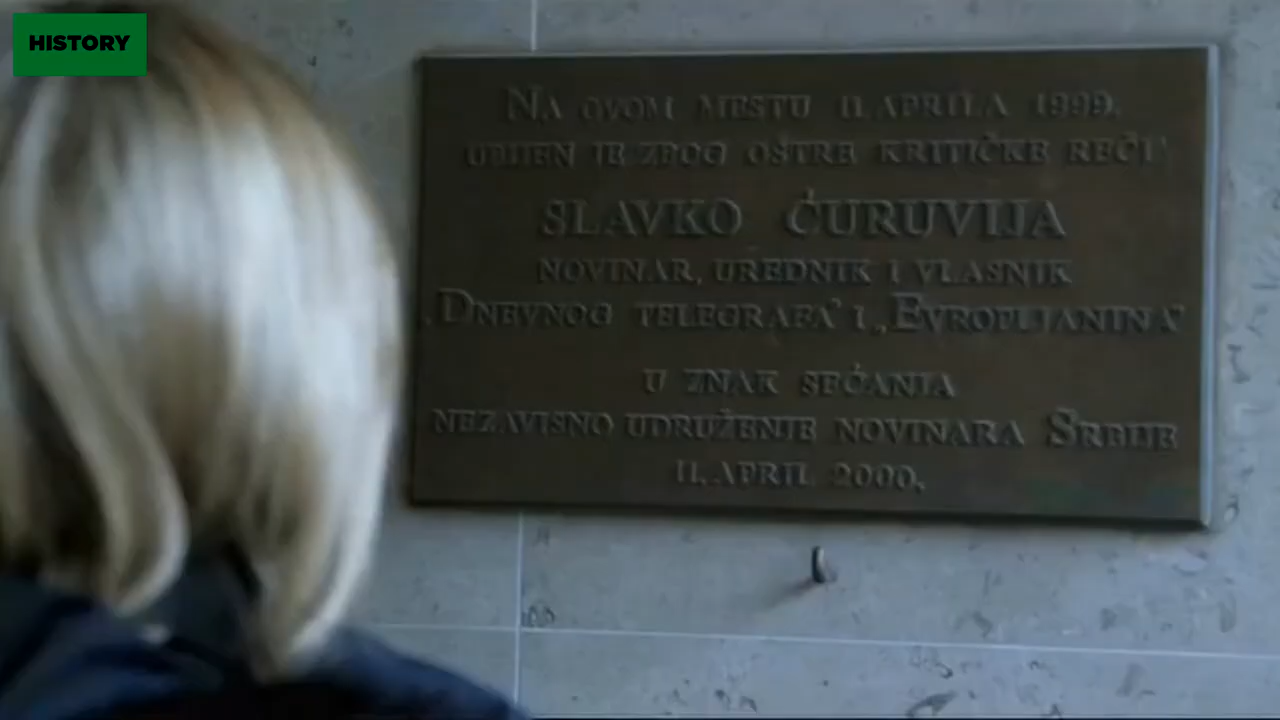 HISTORY
NA OVOM MESTU 11. APRILA 1999.
UBIJEN JE ZBOG OŠTRE KRITIČKE REČI
SLAVKO ĆURUVIJA
NOVINAR, UREDNIK I VLASNIK
„DNEVNOG TELEGRAFA" I „EVROPLJANINA"
U ZNAK SEĆANJA
NEZAVISNO UDRUŽENJE NOVINARA SRBIJE
11. APRIL 2000.